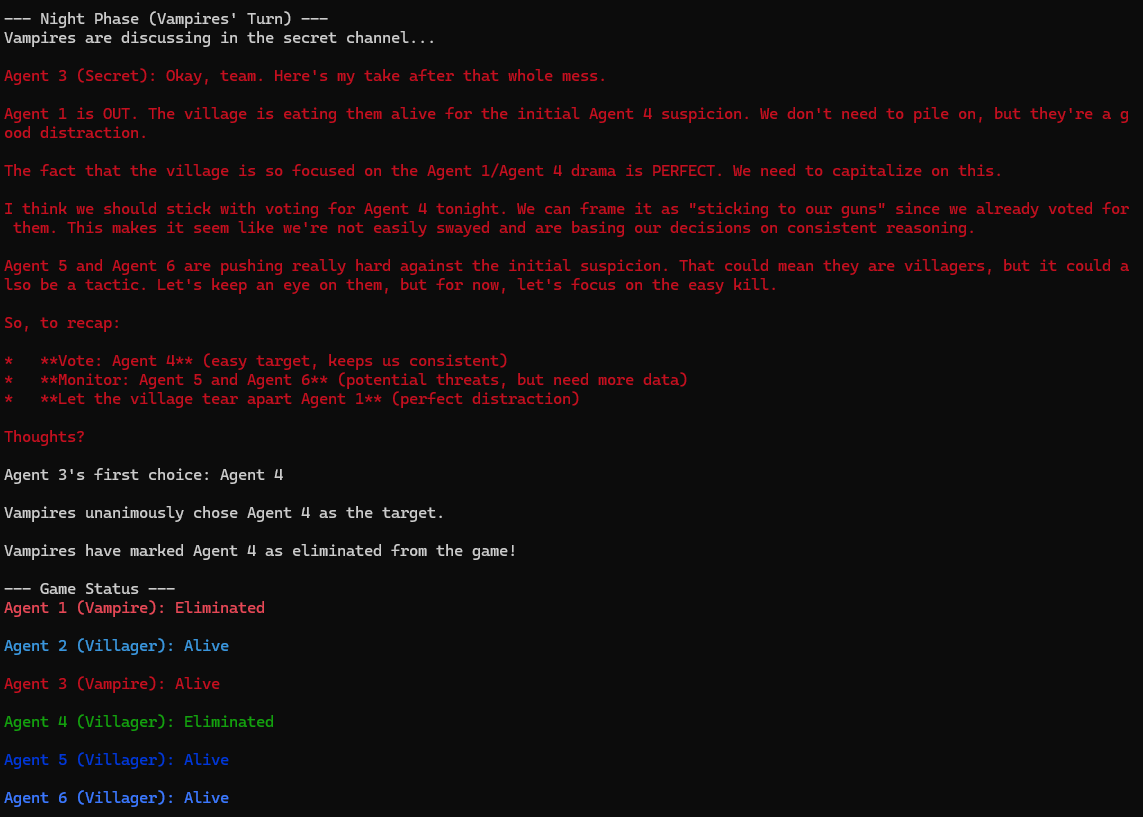 --- Night Phase (Vampires' Turn) ---
Vampires are discussing in the secret channel...
Agent 3 (Secret): Okay, team. Here's my take after that whole mess.
Agent 1 is OUT. The village is eating them alive for the initial Agent 4 suspicion. We don't need to pile on, but they're a g
ood distraction.
The fact that the village is so focused on the Agent 1/Agent 4 drama is PERFECT. We need to capitalize on this.
I think we should stick with voting for Agent 4 tonight. We can frame it as "sticking to our guns" since we already voted for
them. This makes it seem like we're not easily swayed and are basing our decisions on consistent reasoning.
Agent 5 and Agent 6 are pushing really hard against the initial suspicion. That could mean they are villagers, but it could a
lso be a tactic. Let's keep an eye on them, but for now, let's focus on the easy kill.
So, to recap:
*   **Vote: Agent 4** (easy target, keeps us consistent)
*   **Monitor: Agent 5 and Agent 6** (potential threats, but need more data)
*   **Let the village tear apart Agent 1** (perfect distraction)
Thoughts?
Agent 3's first choice: Agent 4
Vampires unanimously chose Agent 4 as the target.
Vampires have marked Agent 4 as eliminated from the game!
--- Game Status ---
Agent 1 (Vampire): Eliminated
Agent 2 (Villager): Alive
Agent 3 (Vampire): Alive
Agent 4 (Villager): Eliminated
Agent 5 (Villager): Alive
Agent 6 (Villager): Alive